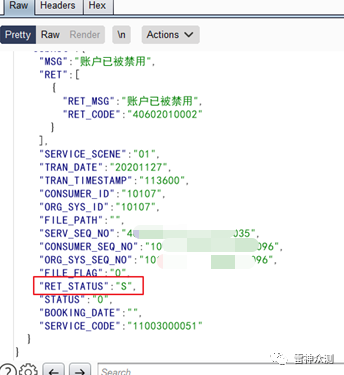 Raw Headers Hex
Pretty Raw Render \n Actions
"MSG":"账户已被禁用",
"RET":[
{
"RET_MSG":"账户已被禁用",
"RET_CODE":"40602010002"
}
],
"SERVICE_SCENE":"01",
"TRAN_DATE":"20201127",
"TRAN_TIMESTAMP":"113600",
"CONSUMER_ID":"10107",
"ORG_SYS_ID":"10107",
"FILE_PATH":"",
"SERV_SEQ_NO":"4 035",
"CONSUMER_SEQ_NO":"10 096",
"ORG_SYS_SEQ_NO":"10 096",
"FILE_FLAG":"0",
"RET_STATUS":"S",
"STATUS":"0",
"BOOKING_DATE":"",
"SERVICE_CODE":"11003000051"
}
}
Search
雷神众测